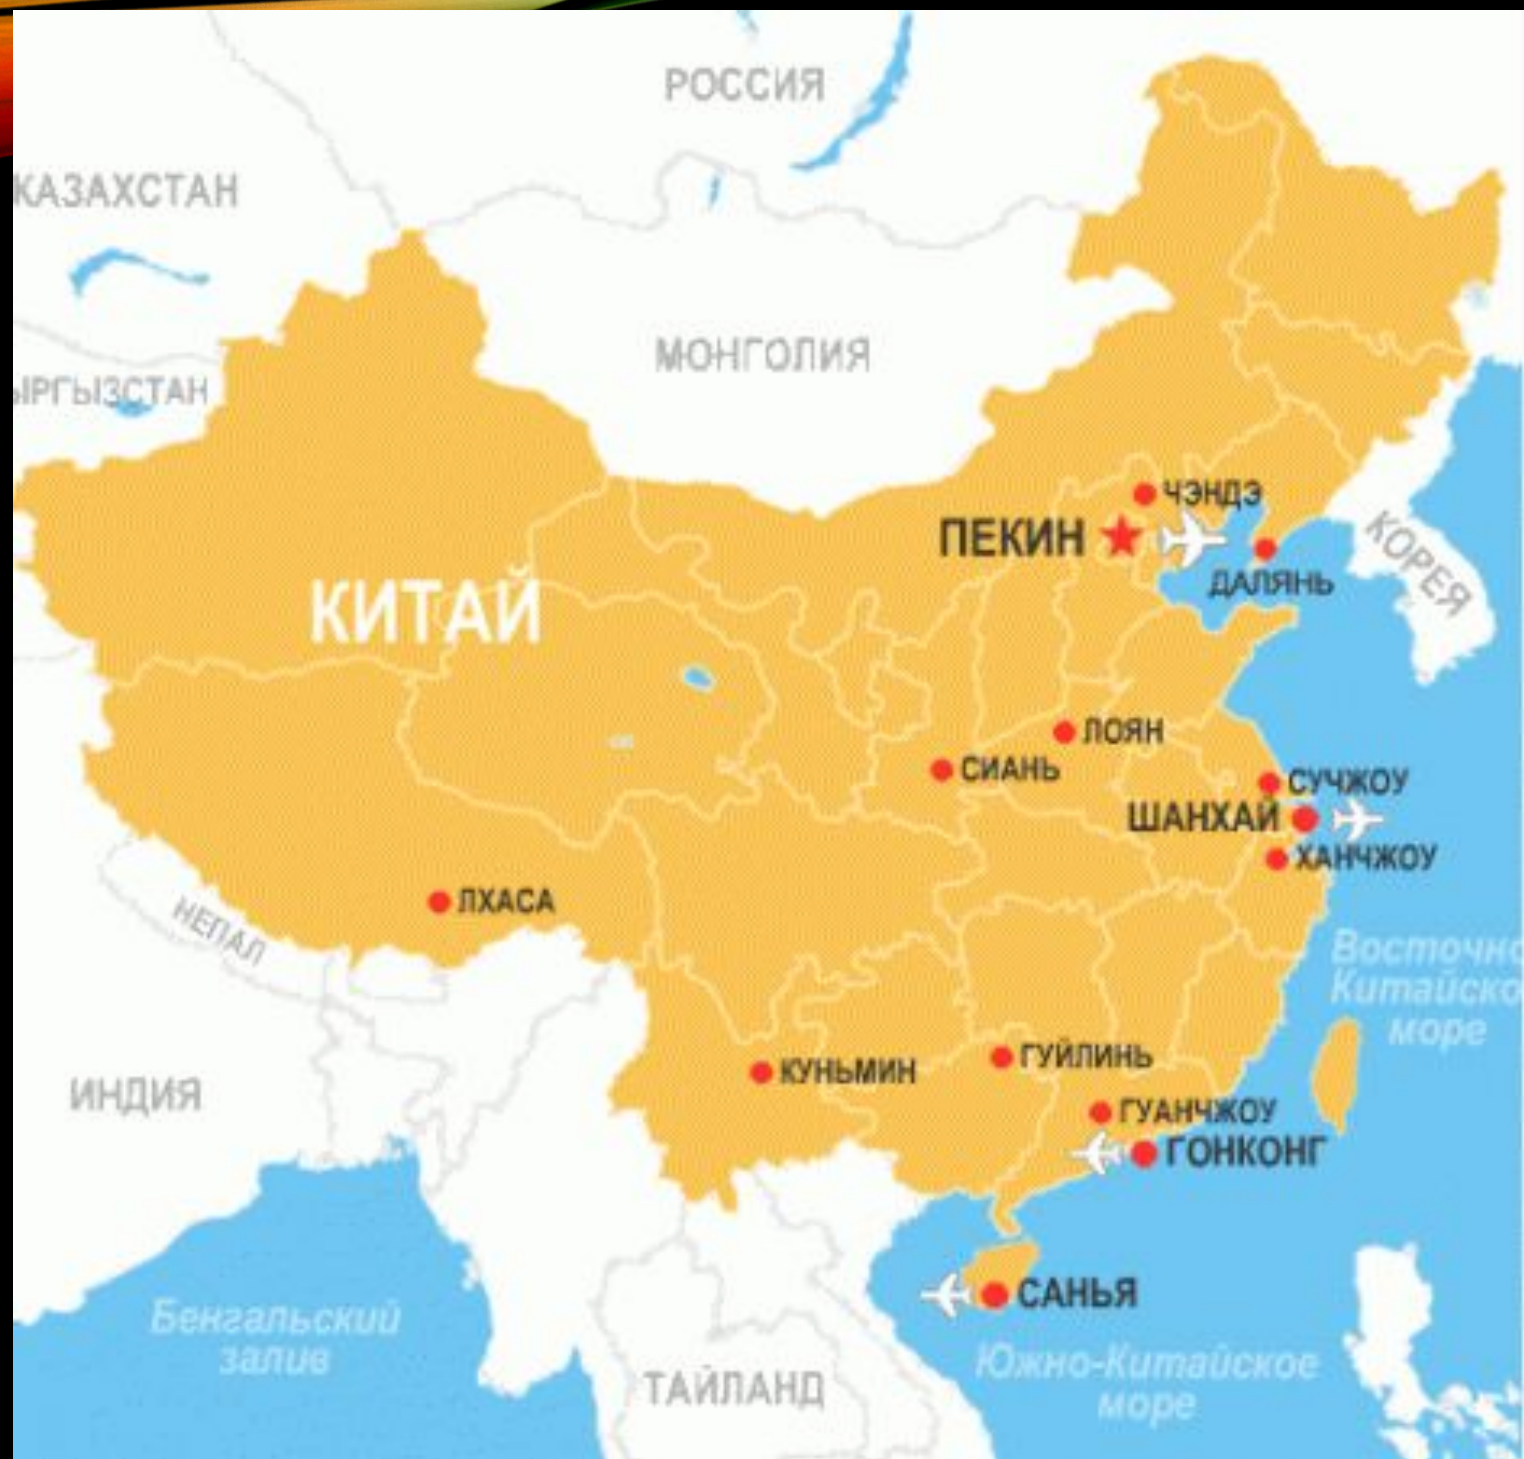 РОССИЯ
КАЗАХСТАН
МОНГОЛИЯ
ЫРГЫЗСТАН
ЧЭНДЭ
ПЕКИН
КОРЕЯ
ДАЛЯНЬ
КИТАЙ
ЛОЯН
СИАНЬ
СУЧЖОУ
ШАНХАЙ
ХАНЧЖОУ
ЛХАСА
НЕПАЛ
Восточно
Китайско
море
ГУЙЛИНЬ
КУНЬМИН
ИНДИЯ
ГУАНЧЖОУ
ГОНКОНГ
САНЬЯ
Бенгальский
залив
Южно-Китайское
море
ТАЙЛАНД